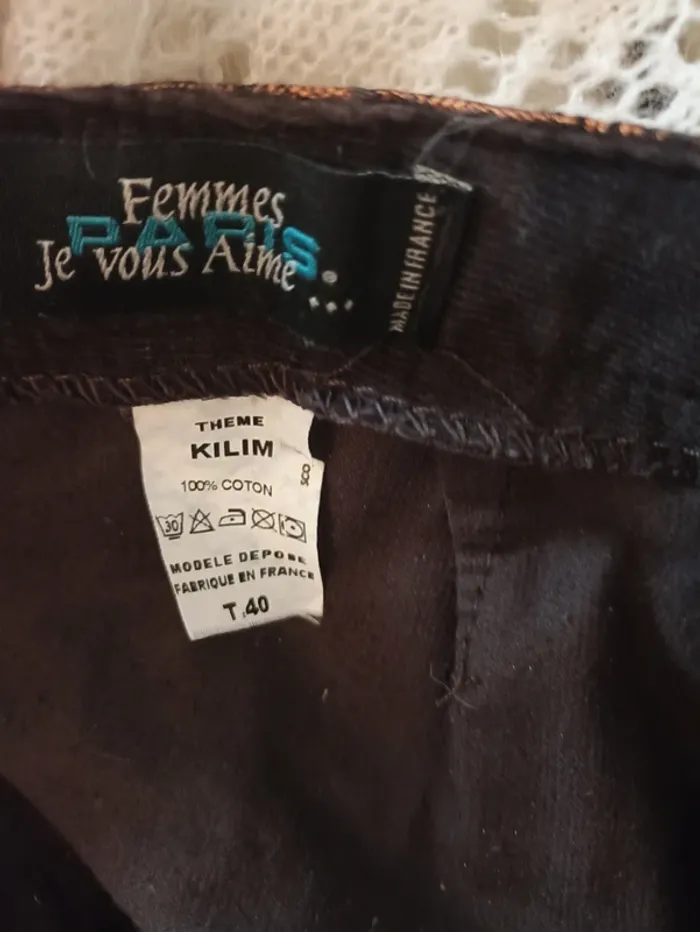 Femmes
PARIS
Je vous Aime...
MADE IN FRANCE
THEME
KILIM
SCO
100% COTON
30
MODELE DEPOSE
FABRIQUE EN FRANCE
T.40